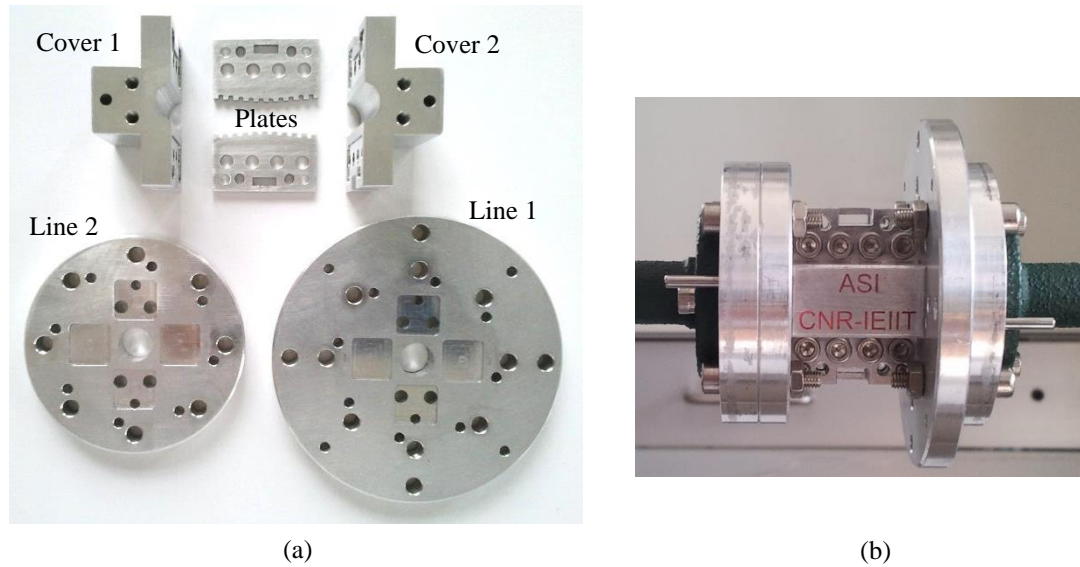 Cover 1
Cover 2
Plates
Line 2
Line 1
ASI
CNR-IEIIT
(a)
(b)